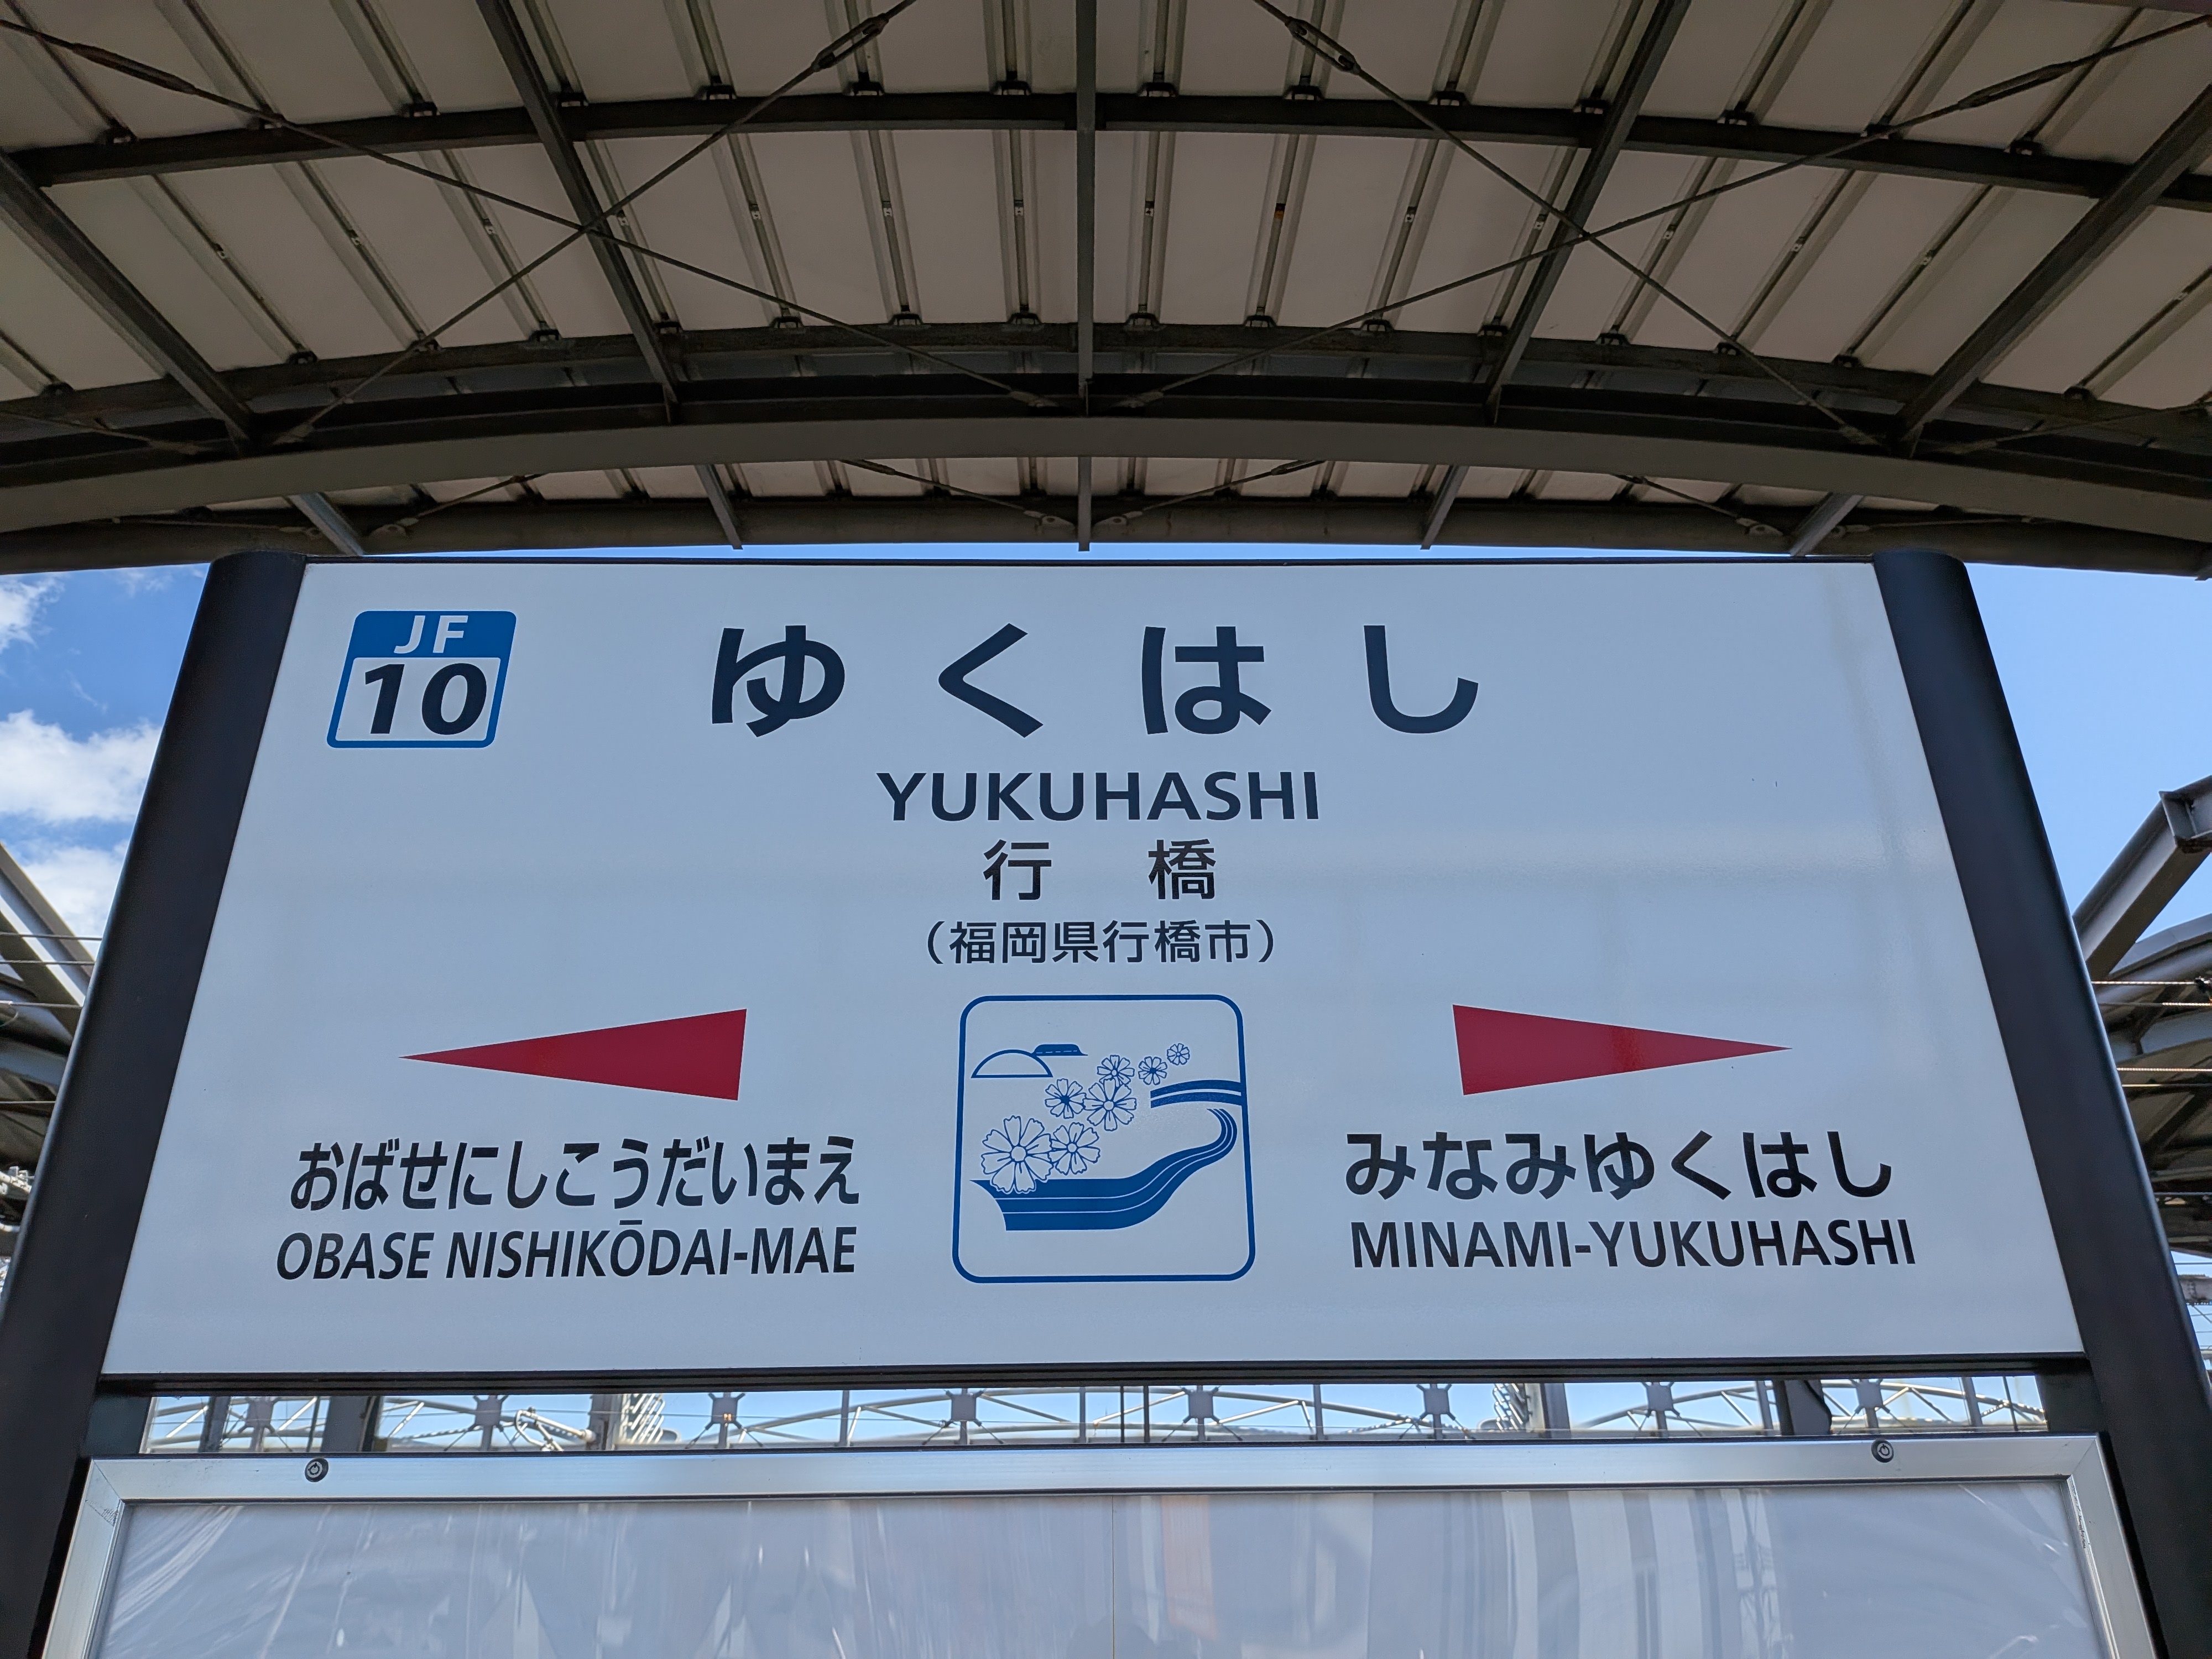 JF
10
ゆくはし
YUKUHASHI
行橋
（福岡県行橋市）
おばせにしこうだいまえ
OBASE NISHIKŌDAI-MAE
みなみゆくはし
MINAMI-YUKUHASHI